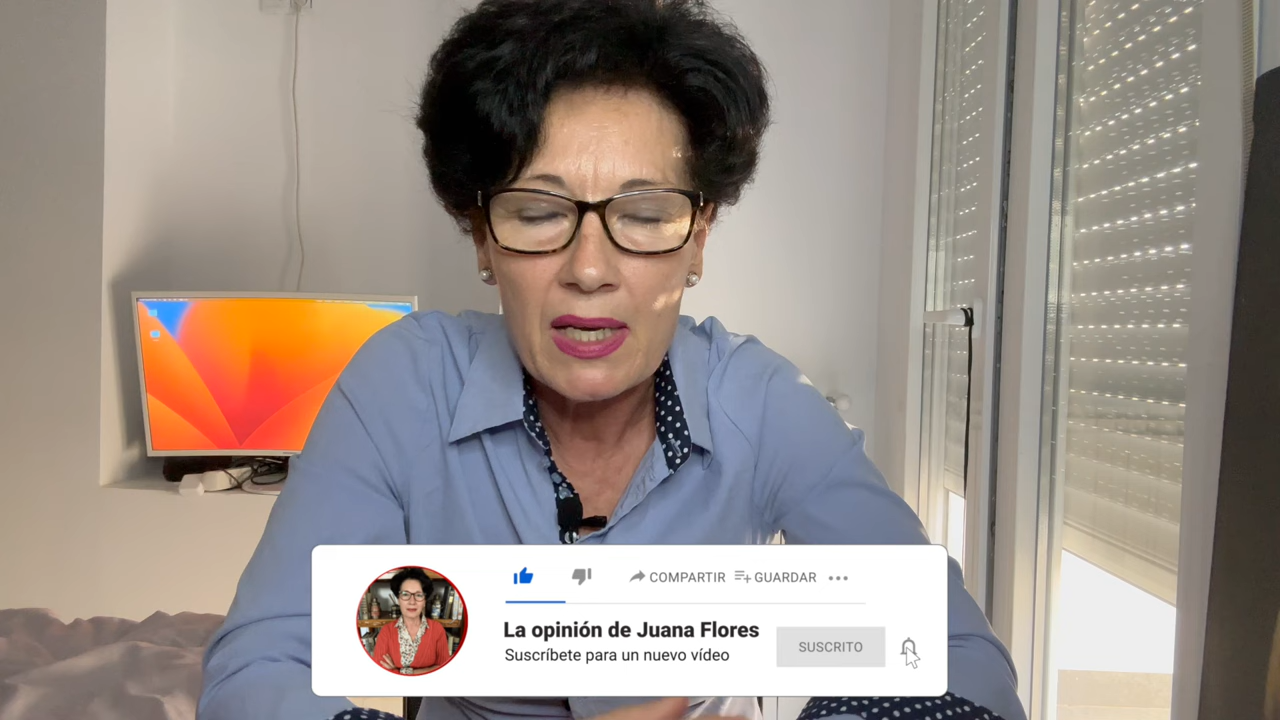 COMPARTIR GUARDAR
La opinión de Juana Flores
Suscríbete para un nuevo vídeo
SUSCRITO